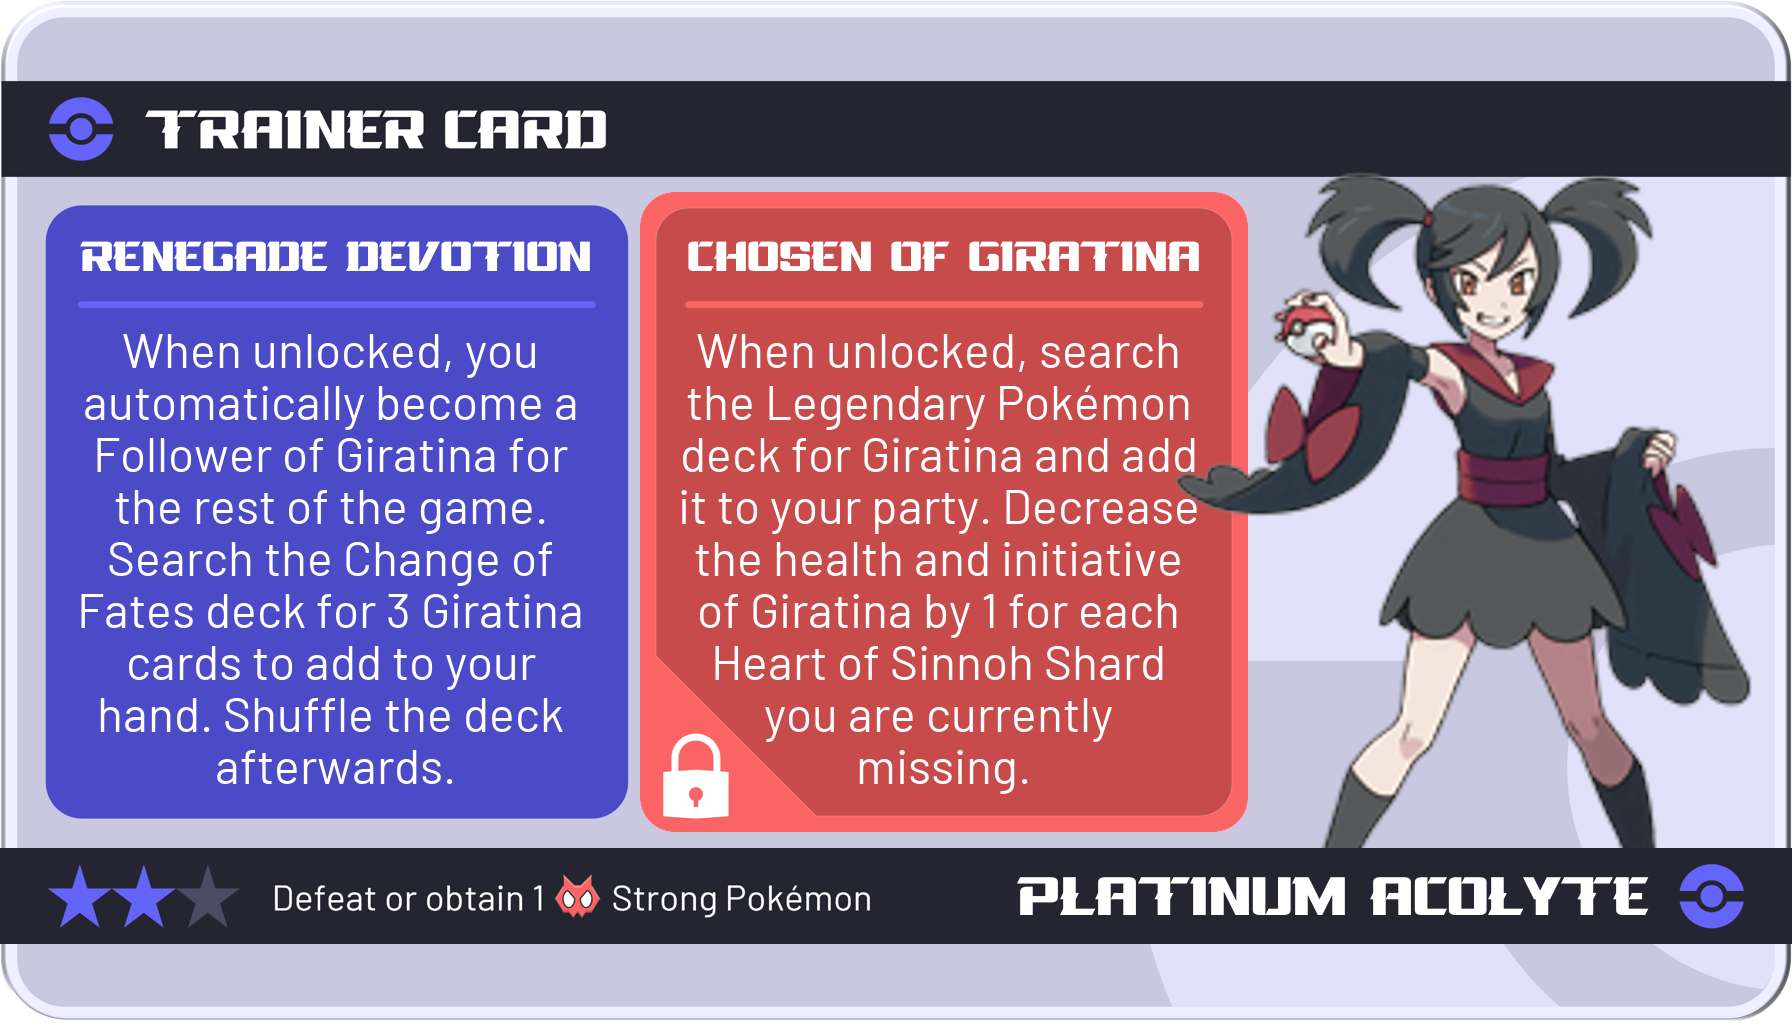 TRAINER CARD
RENEGADE DEVOTION
When unlocked, you
automatically become a
Follower of Giratina for
the rest of the game.
Search the Change of
Fates deck for 3 Giratina
cards to add to your
hand. Shuffle the deck
afterwards.
CHOSEN OF GIRATINA
When unlocked, search
the Legendary Pokémon
deck for Giratina and add
it to your party. Decrease
the health and initiative
of Giratina by 1 for each
Heart of Sinnoh Shard
you are currently
missing.
Defeat or obtain 1 Strong Pokémon
PLATINUM ACOLYTE